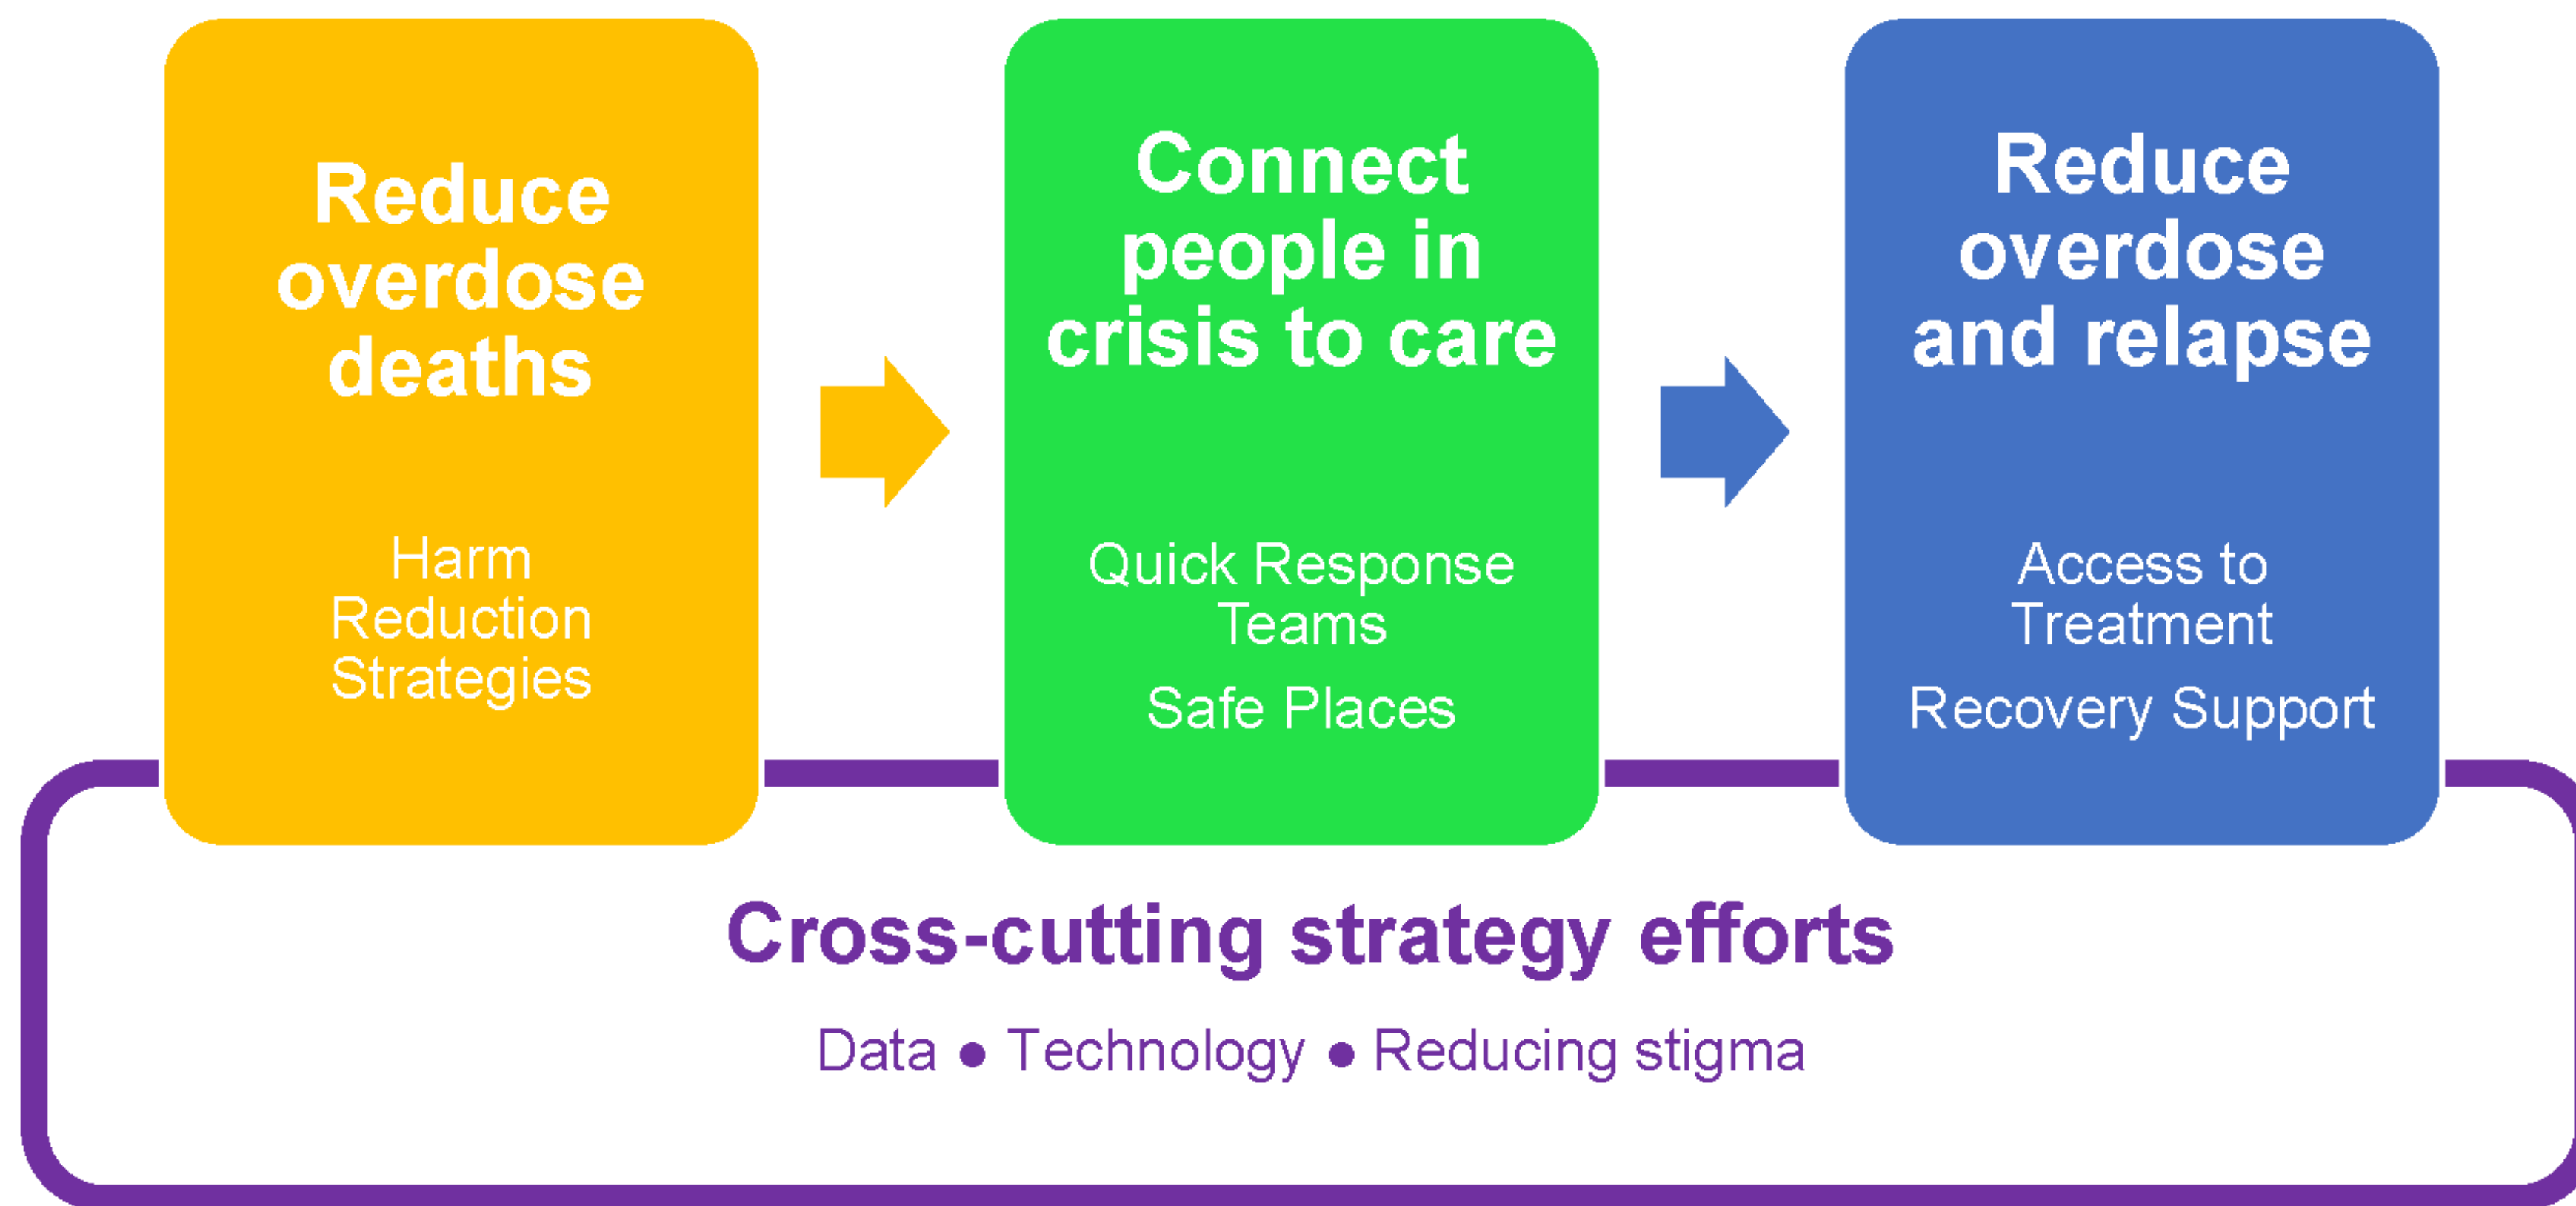 Reduce
overdose
deaths
Harm
Reduction
Strategies
Connect
people in
crisis to care
Quick Response
Teams
Safe Places
Reduce
overdose
and relapse
Access to
Treatment
Recovery Support
Cross-cutting strategy efforts
Data ● Technology ● Reducing stigma